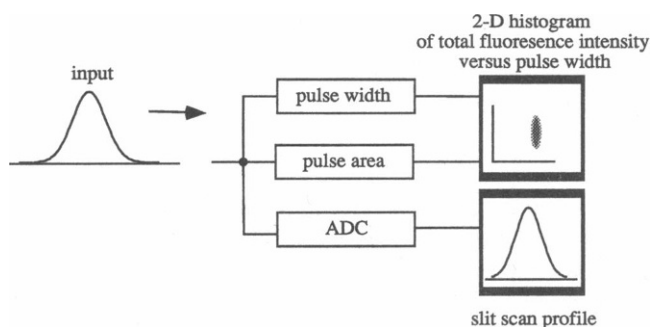 2-D histogram
of total fluoresence intensity
versus pulse width
input
pulse width
pulse area
ADC
slit scan profile